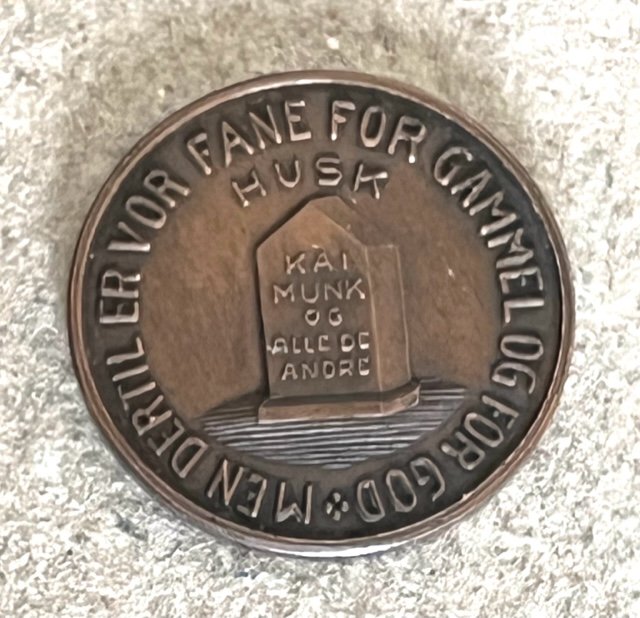 MEN DERTIL ER VOR FANE FOR GAMMEL OG FOR GOD
HUSK
KAI
MUNK
OG
ALLE DE
ANDRE